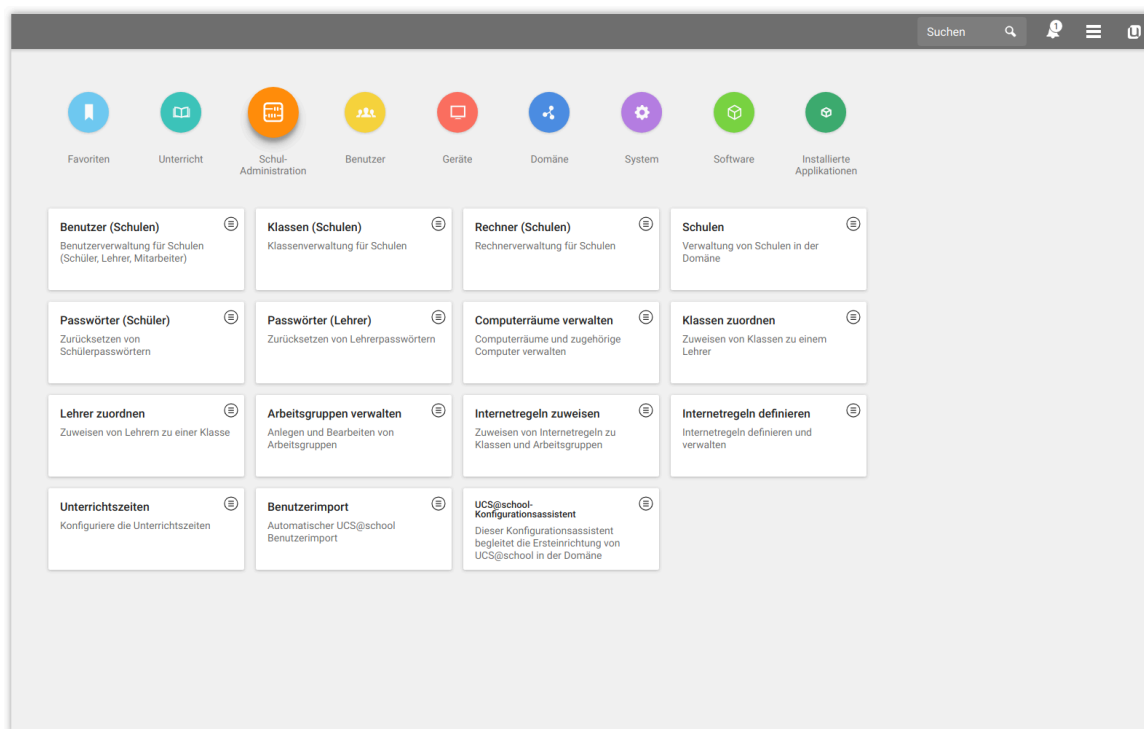 Suchen
1
Favoriten
Unterricht
Schul-
Administration
Benutzer
Geräte
Domäne
System
Software
Installierte
Applikationen
Benutzer (Schulen)
Benutzerverwaltung für Schulen
(Schüler, Lehrer, Mitarbeiter)
Klassen (Schulen)
Klassenverwaltung für Schulen
Rechner (Schulen)
Rechnerverwaltung für Schulen
Schulen
Verwaltung von Schulen in der
Domäne
Passwörter (Schüler)
Zurücksetzen von
Schülerpasswörtern
Passwörter (Lehrer)
Zurücksetzen von Lehrerpasswörtern
Computerräume verwalten
Computerräume und zugehörige
Computer verwalten
Klassen zuordnen
Zuweisen von Klassen zu einem
Lehrer
Lehrer zuordnen
Zuweisen von Lehrern zu einer Klasse
Arbeitsgruppen verwalten
Anlegen und Bearbeiten von
Arbeitsgruppen
Internetregeln zuweisen
Zuweisen von Internetregeln zu
Klassen und Arbeitsgruppen
Internetregeln definieren
Internetregeln definieren und
verwalten
Unterrichtszeiten
Konfiguriere die Unterrichtszeiten
Benutzerimport
Automatischer UCS@school
Benutzerimport
UCS@school-
Konfigurationsassistent
Dieser Konfigurationsassistent
begleitet die Ersteinrichtung von
UCS@school in der Domäne